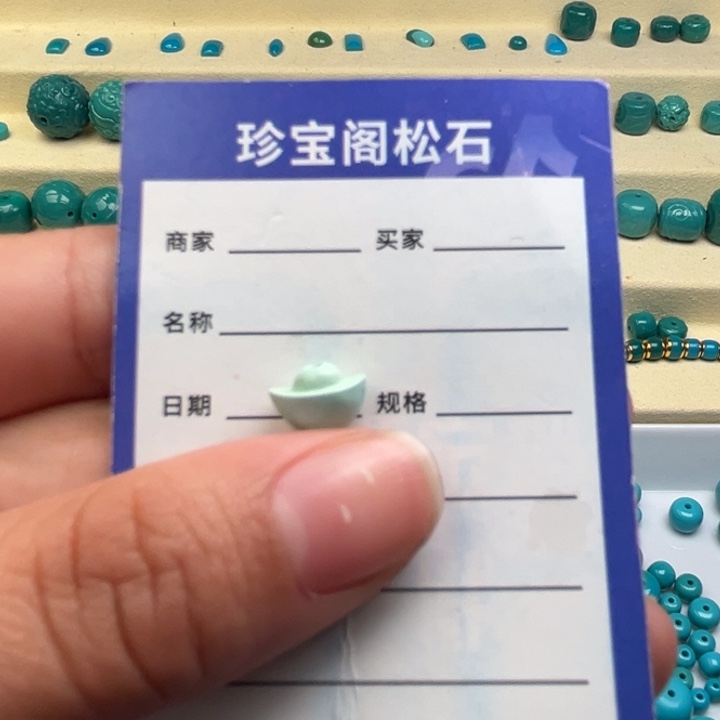 珍宝阁松石
商家 买家
名称
日期 规格